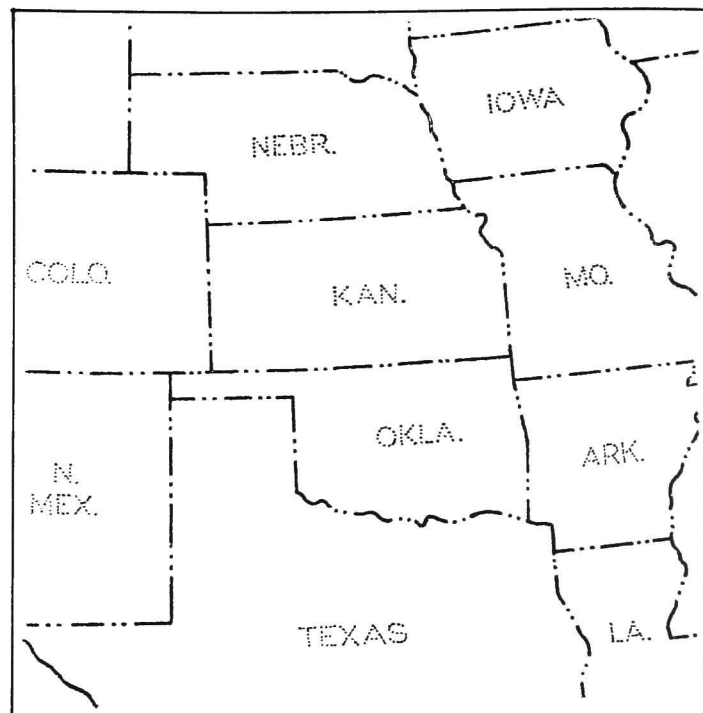 IOWA
NEBR.
COLO.
KAN.
MO.
OKLA.
ARK.
N.
MEX.
TEXAS
LA.